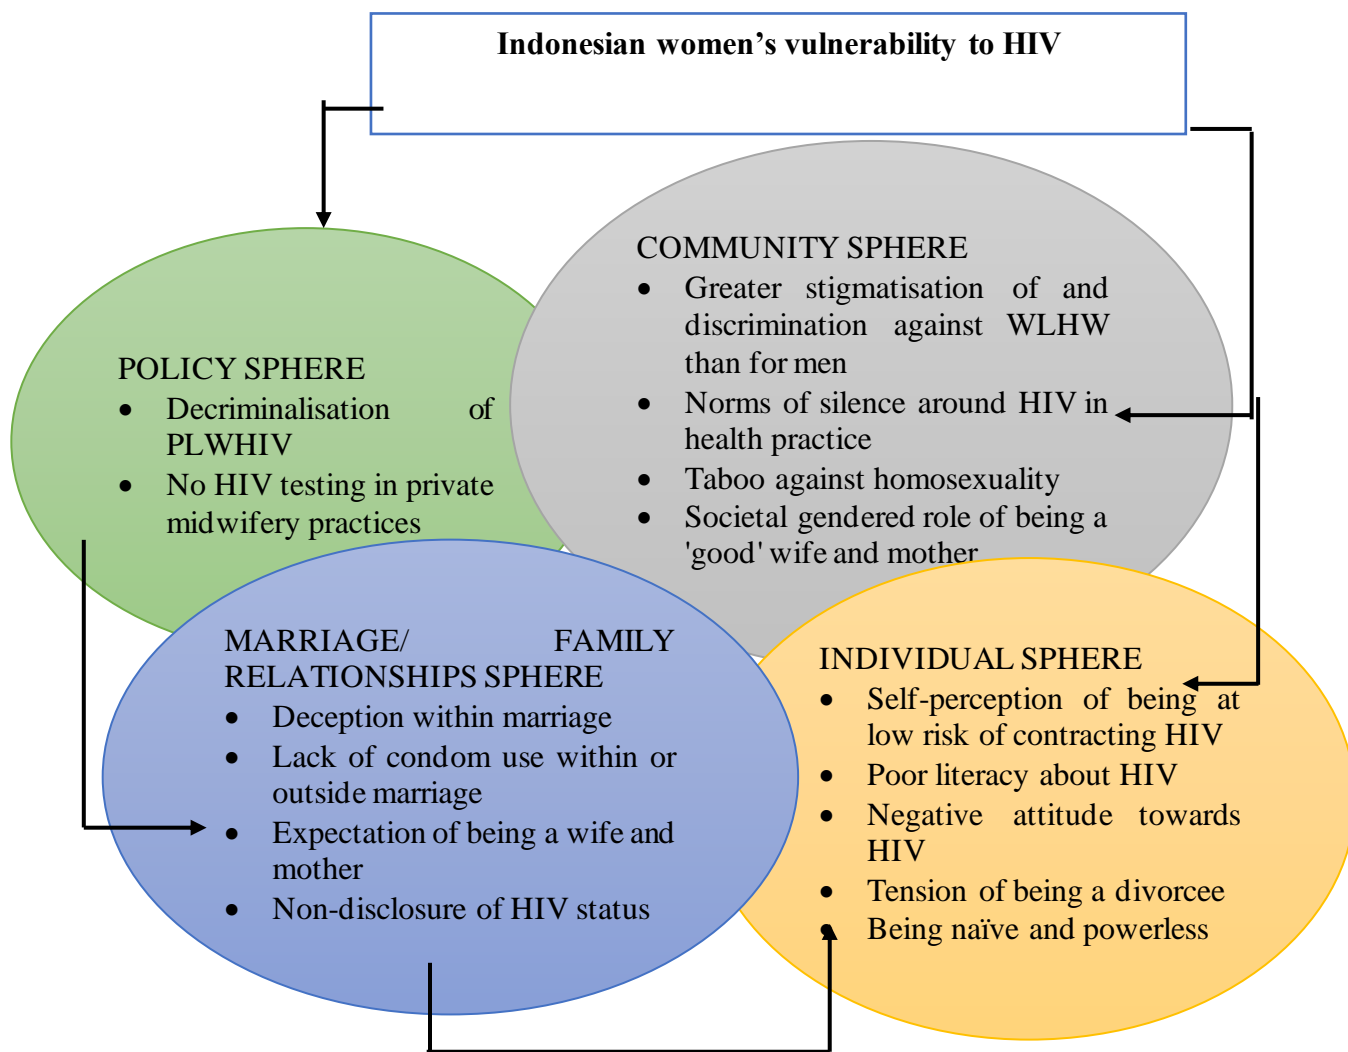 Indonesian women’s vulnerability to HIV
POLICY SPHERE
• Decriminalisation of
PLWHIV
• No HIV testing in private
midwifery practices
COMMUNITY SPHERE
• Greater stigmatisation of and
discrimination against WLHW
than for men
• Norms of silence around HIV in
health practice
• Taboo against homosexuality
• Societal gendered role of being a
'good' wife and mother
MARRIAGE/ FAMILY
RELATIONSHIPS SPHERE
• Deception within marriage
• Lack of condom use within or
outside marriage
• Expectation of being a wife and
mother
• Non-disclosure of HIV status
INDIVIDUAL SPHERE
• Self-perception of being at
low risk of contracting HIV
• Poor literacy about HIV
• Negative attitude towards
HIV
• Tension of being a divorcee
• Being naïve and powerless